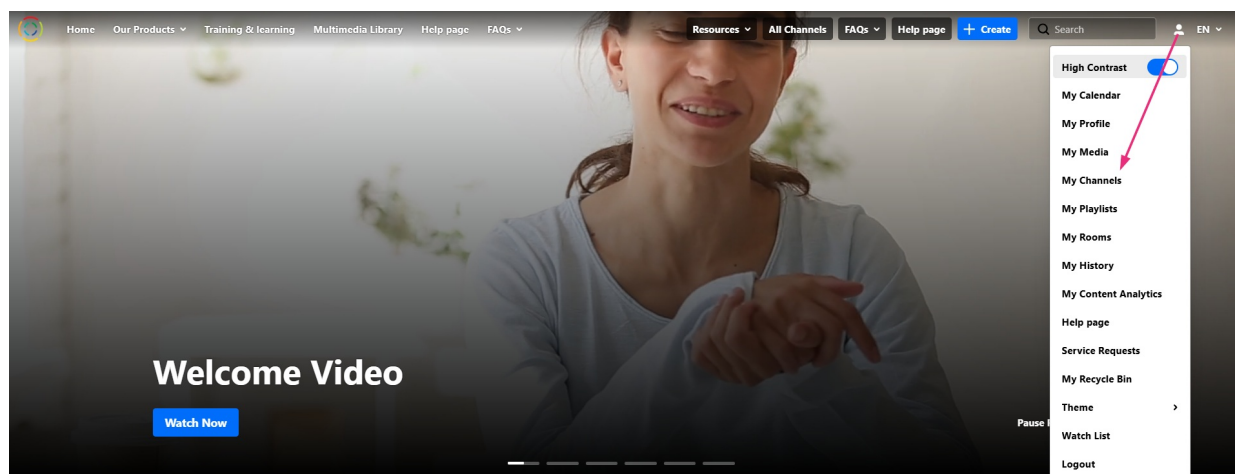 Home Our Products Training & learning Multimedia Library Help page FAQs Resources All Channels FAQs Help page + Create Search EN
High Contrast
My Calendar
My Profile
My Media
My Channels
My Playlists
My Rooms
My History
My Content Analytics
Help page
Service Requests
My Recycle Bin
Theme
Watch List
Logout
Welcome Video
Watch Now
Pause